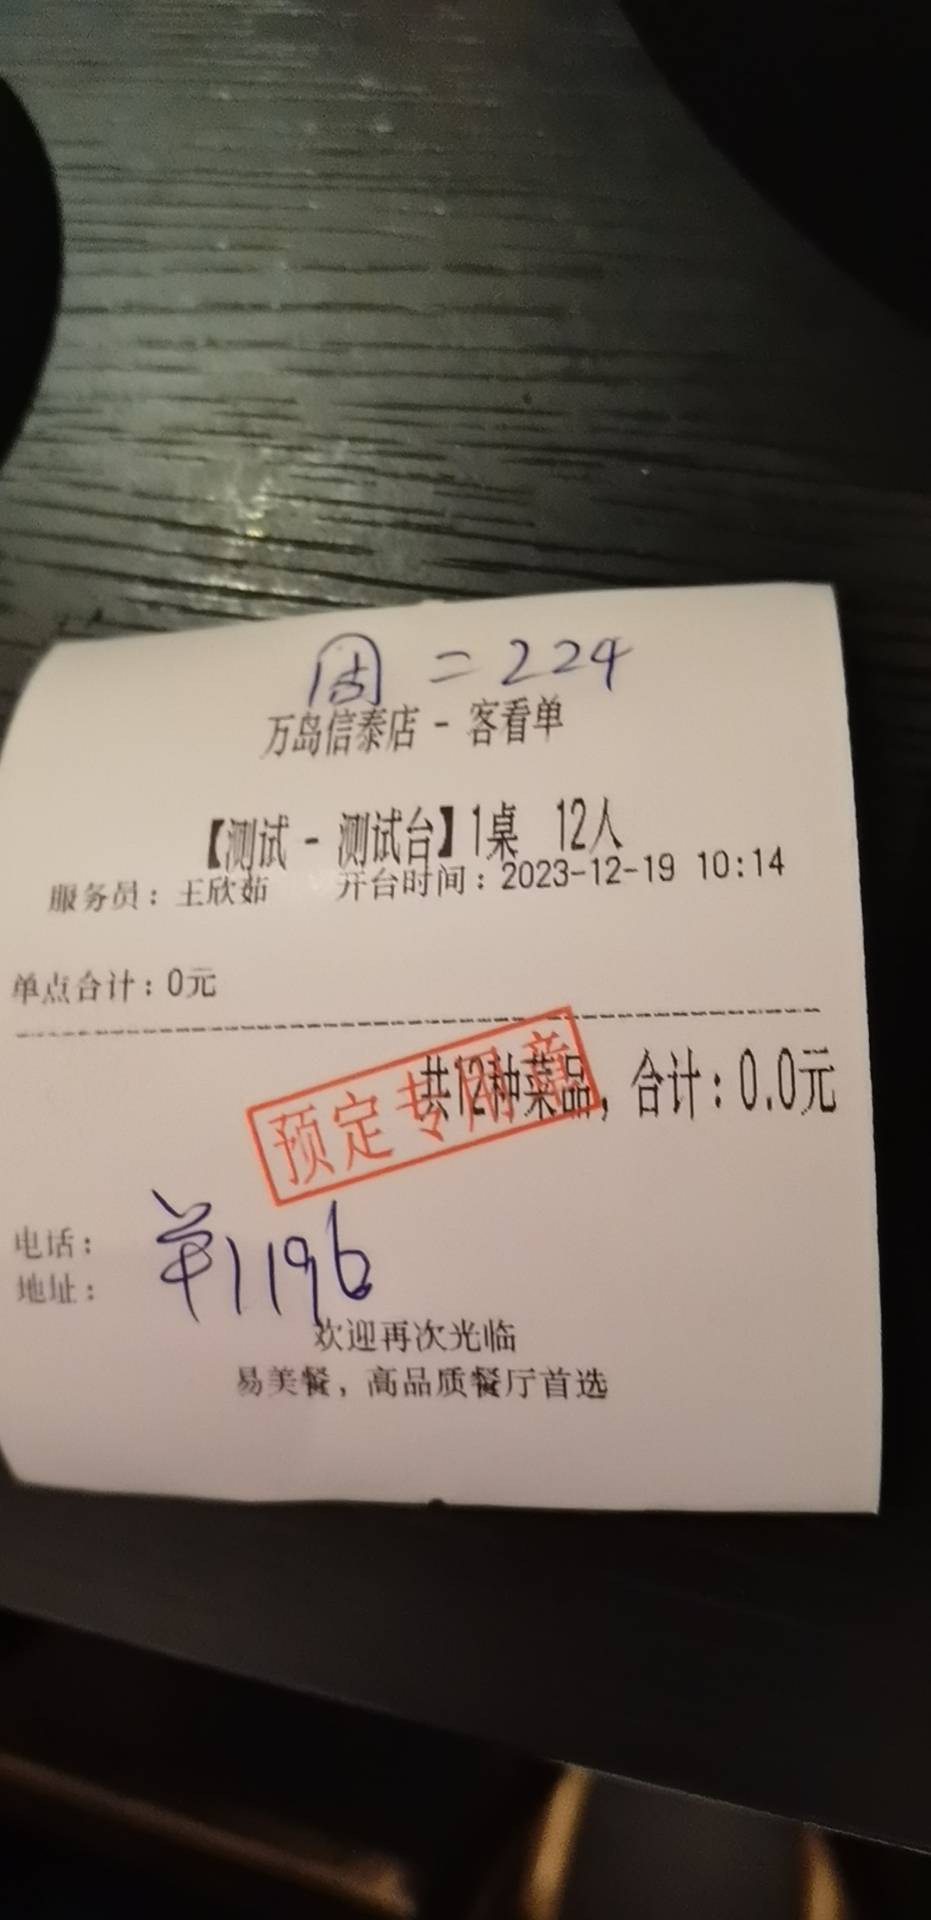 周 = 224
万岛信泰店 - 客看单
【测试 - 测试台】1桌 12人
服务员：王欣茹 开台时间：2023-12-19 10:14
单点合计：0元
共12种菜品，合计：0.0元
预定专用章
电话：
¥1196
地址：
欢迎再次光临
易美餐，高品质餐厅首选